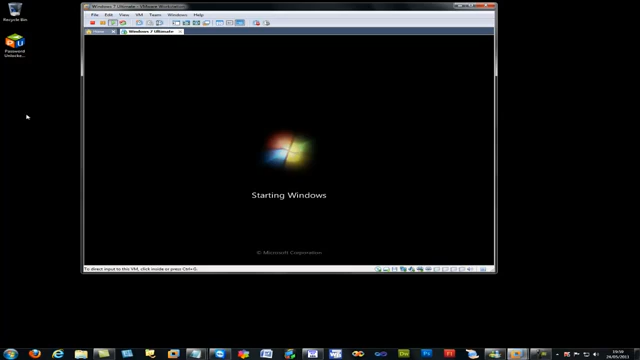 Windows 7 Ultimate - VMware Workstation
File Edit View VM Team Windows Help
Home
Windows 7 Ultimate
Recycle Bin
Password
Unlocke...
Starting Windows
© Microsoft Corporation
To direct input to this VM, click inside or press Ctrl+G.
19:59
24/05/2011